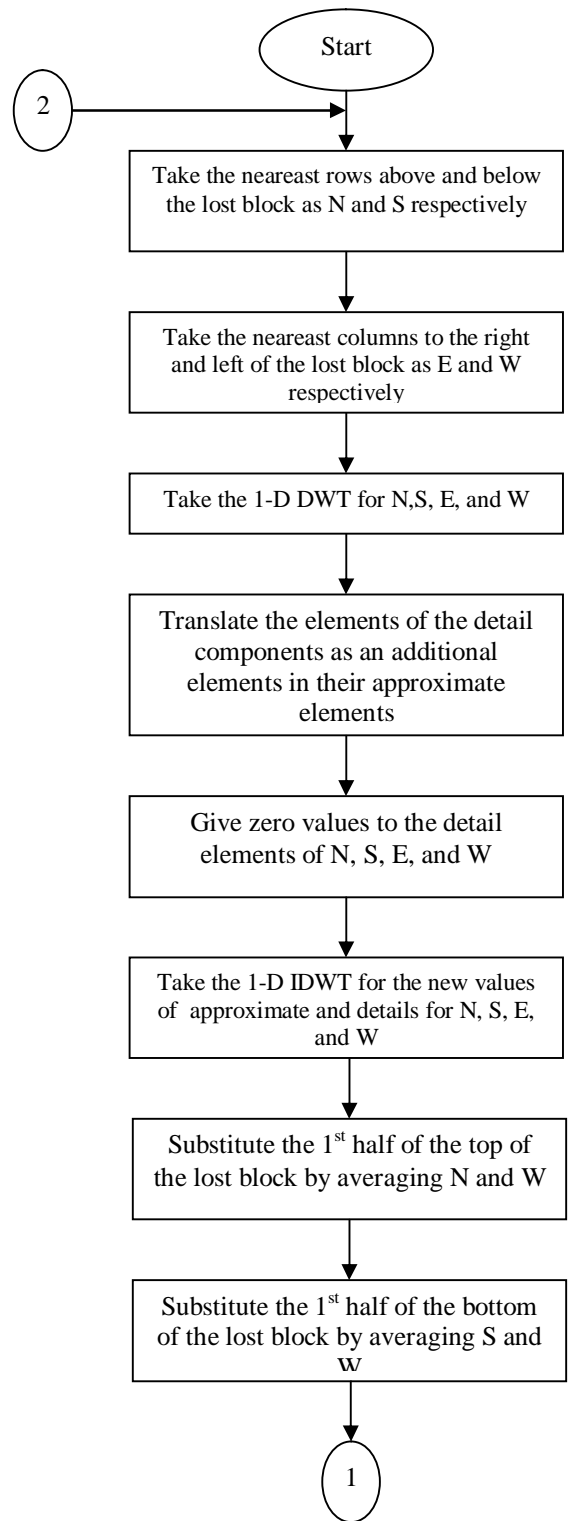 Start
2
Take the neareast rows above and below
the lost block as N and S respectively
Take the neareast columns to the right
and left of the lost block as E and W
respectively
Take the 1-D DWT for N,S, E, and W
Translate the elements of the detail
components as an additional
elements in their approximate
elements
Give zero values to the detail
elements of N, S, E, and W
Take the 1-D IDWT for the new values
of approximate and details for N, S, E,
and W
Substitute the 1st half of the top of
the lost block by averaging N and W
Substitute the 1st half of the bottom
of the lost block by averaging S and
W
1